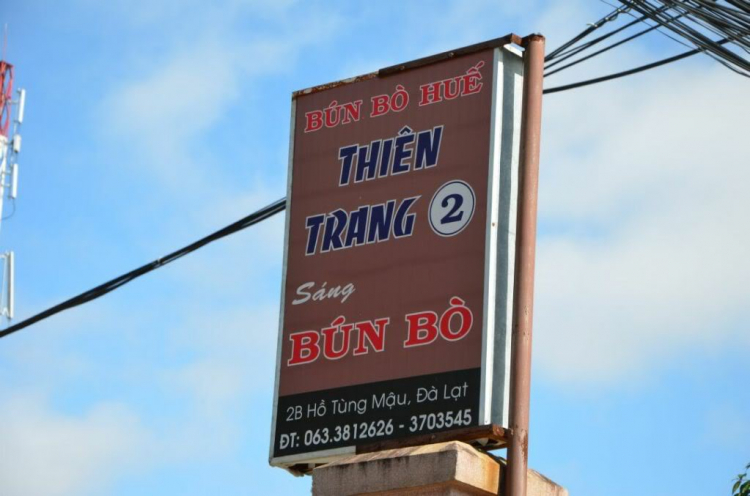 BÚN BÒ HUẾ
THIÊN
TRANG 2
Sáng
BÚN BÒ
2B Hồ Tùng Mậu, Đà Lạt
ĐT: 063.3812626 - 3703545